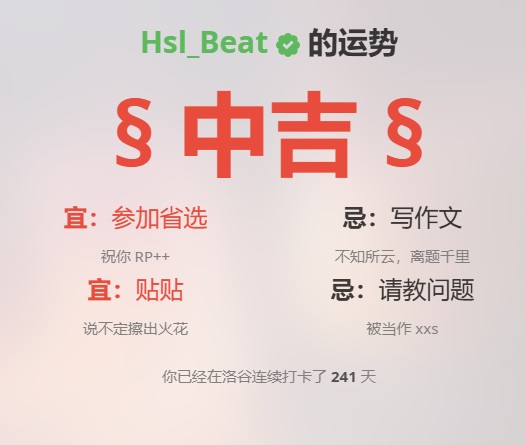 Hsl_Beat 的运势
§ 中吉 §
宜：参加省选 忌：写作文
祝你 RP++ 不知所云，离题千里
宜：贴贴 忌：请教问题
说不定擦出火花 被当作 xxs
你已经在洛谷连续打卡了 241 天